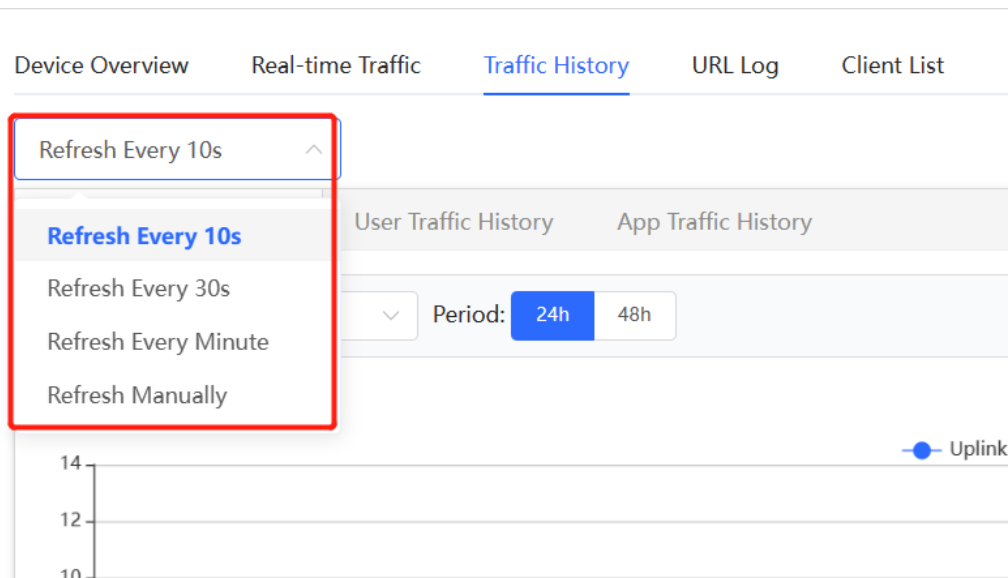 Device Overview Real-time Traffic Traffic History URL Log Client List
Refresh Every 10s
User Traffic History App Traffic History
Refresh Every 10s
Refresh Every 30s
Period: 24h 48h
Refresh Every Minute
Refresh Manually
Uplink
14
12
10